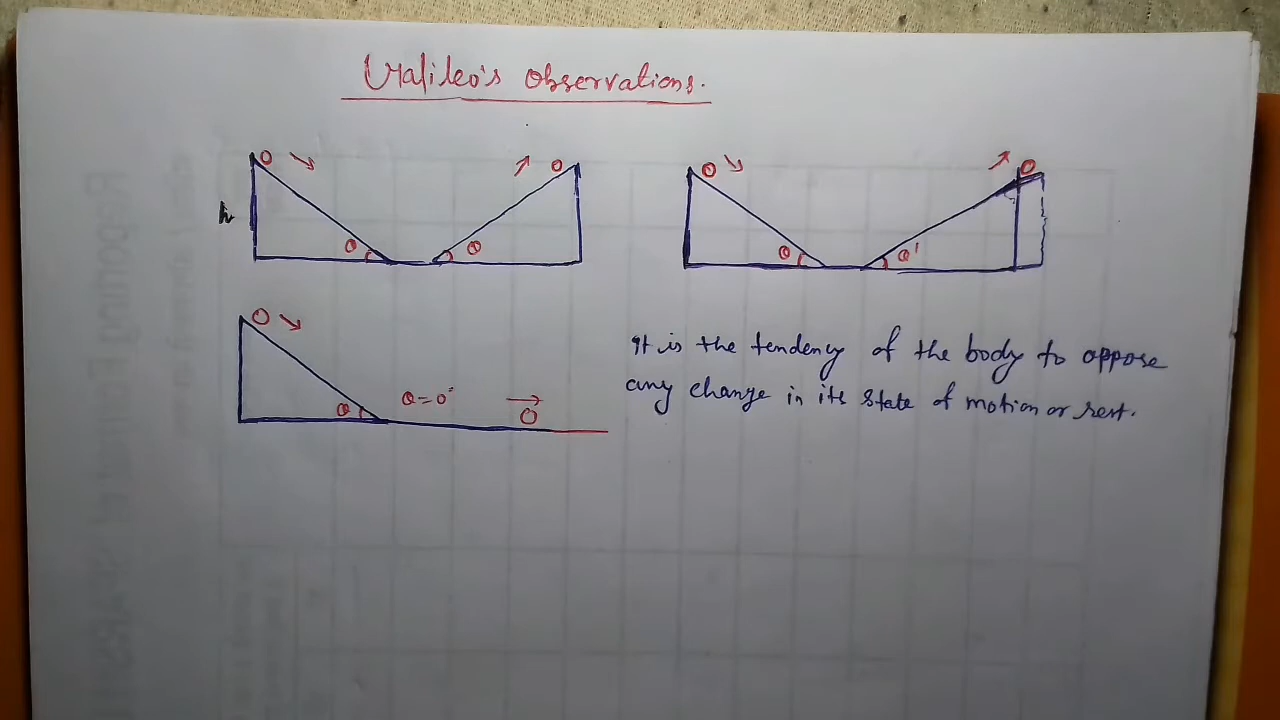 Galileo's Observations.
O O
h
θ θ
O O
θ θ'
O
θ θ=0° O
It is the tendency of the body to oppose
any change in its state of motion or rest.